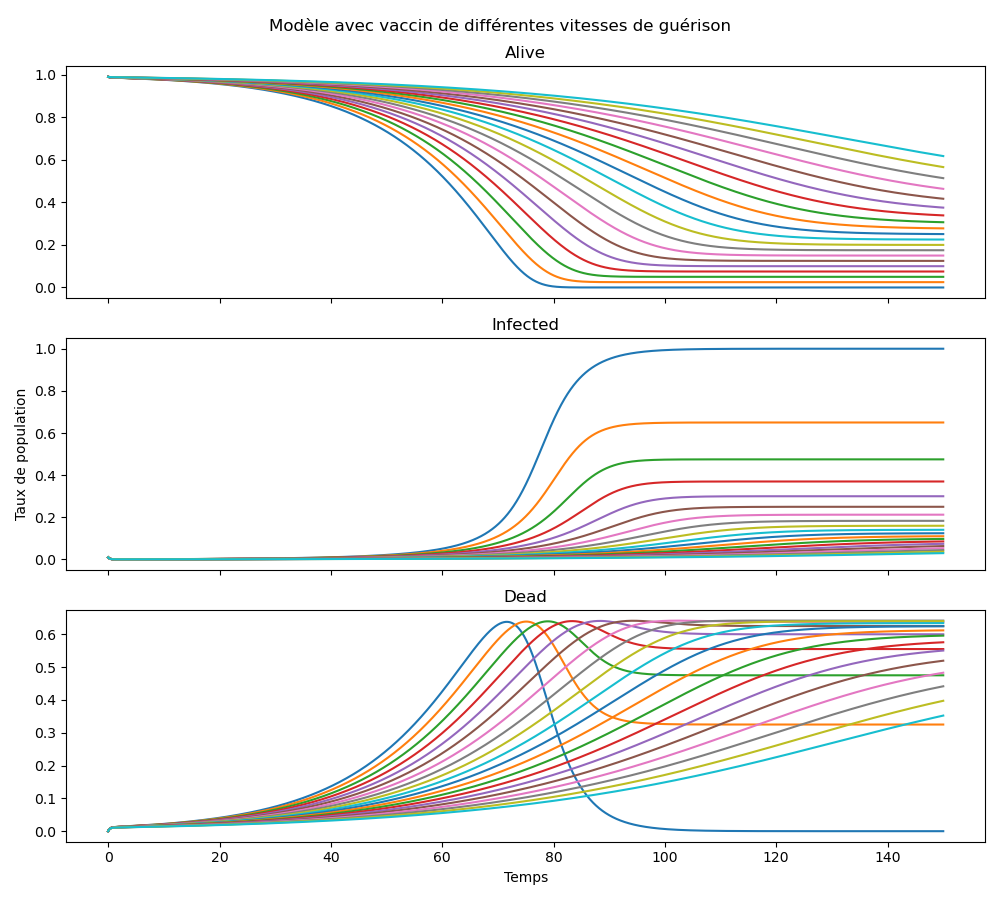 Modèle avec vaccin de différentes vitesses de guérison
Alive
1.0
0.8
0.6
0.4
0.2
0.0
Infected
Taux de population
1.0
0.8
0.6
0.4
0.2
0.0
Dead
0.6
0.5
0.4
0.3
0.2
0.1
0.0
0 20 40 60 80 100 120 140
Temps